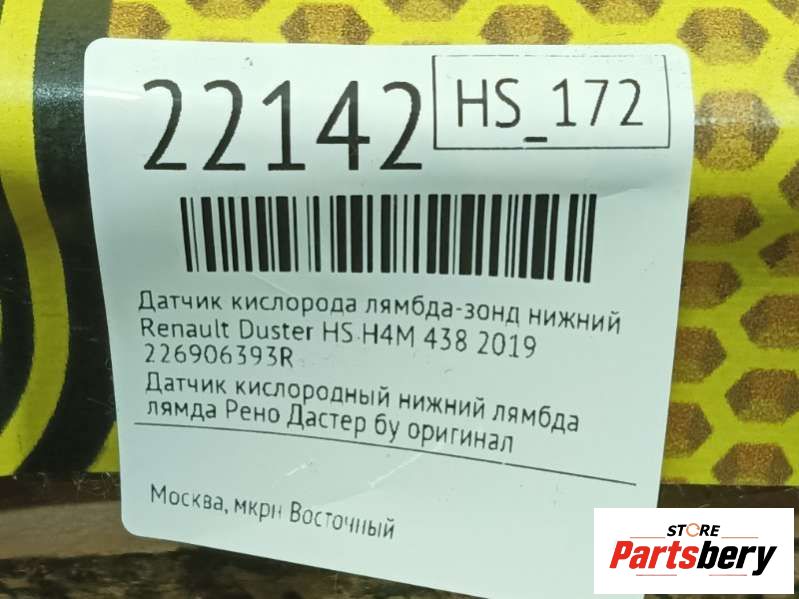 22142
HS_172
Датчик кислорода лямбда-зонд нижний
Renault Duster HS H4M 438 2019
226906393R
Датчик кислородный нижний лямбда
лямда Рено Дастер бу оригинал
Москва, мкрн Восточный
STORE
Partsbery